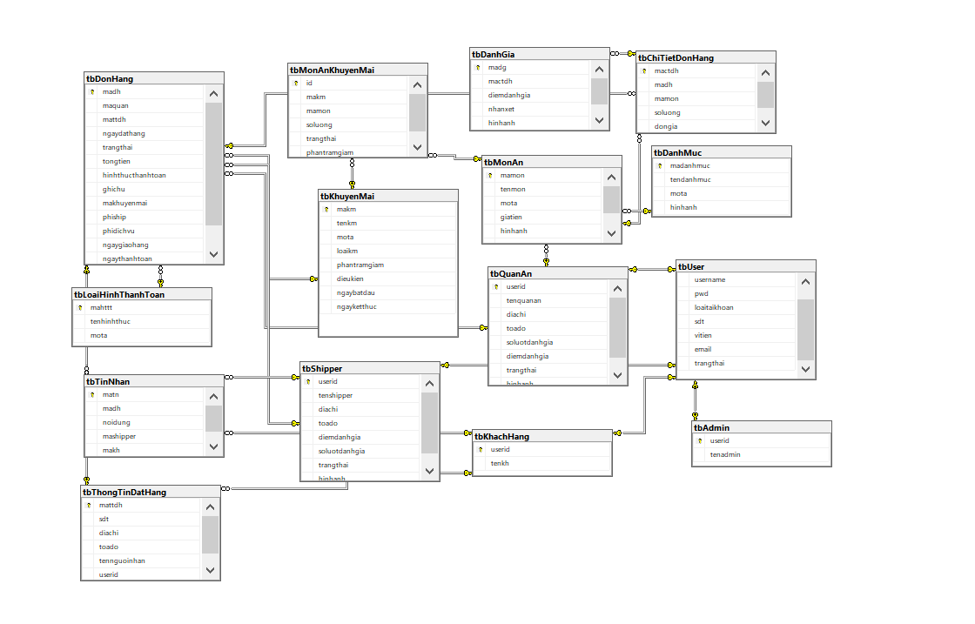 tbDonHang
madh
maquan
mattdh
ngaydathang
trangthai
tongtien
hinhthucthantoan
ghichu
makhuyenmai
phiship
phidichvu
ngaygiaohang
ngaythanhtoan
tbMonAnKhuyenMai
id
makm
mamon
soluong
trangthai
phantramgiam
tbDanhGia
madg
mactdh
diemdanhgia
nhanxet
hinhanh
tbChiTietDonHang
mactdh
madh
mamon
soluong
dongia
tbMonAn
mamon
tenmon
mota
giatien
hinhanh
tbDanhMuc
madanhmuc
tendanhmuc
mota
hinhanh
tbKhuyenMai
makm
tenkm
mota
loaikm
phantramgiam
dieukien
ngaybatdau
ngayketthuc
tbQuanAn
userid
tenquanan
diachi
toado
soluotdanhgia
diemdanhgia
trangthai
hinhanh
tbUser
username
pwd
loaitaikhoan
sdt
vitien
email
trangthai
tbLoaiHinhThanhToan
mahttt
tenhinhthuc
mota
tbTinNhan
matn
madh
noidung
mashipper
makh
tbShipper
userid
tenshipper
diachi
toado
diemdanhgia
soluotdanhgia
trangthai
hinhanh
tbKhachHang
userid
tenkh
tbAdmin
userid
tenadmin
tbThongTinDatHang
mattdh
sdt
diachi
toado
tennguoinhan
userid